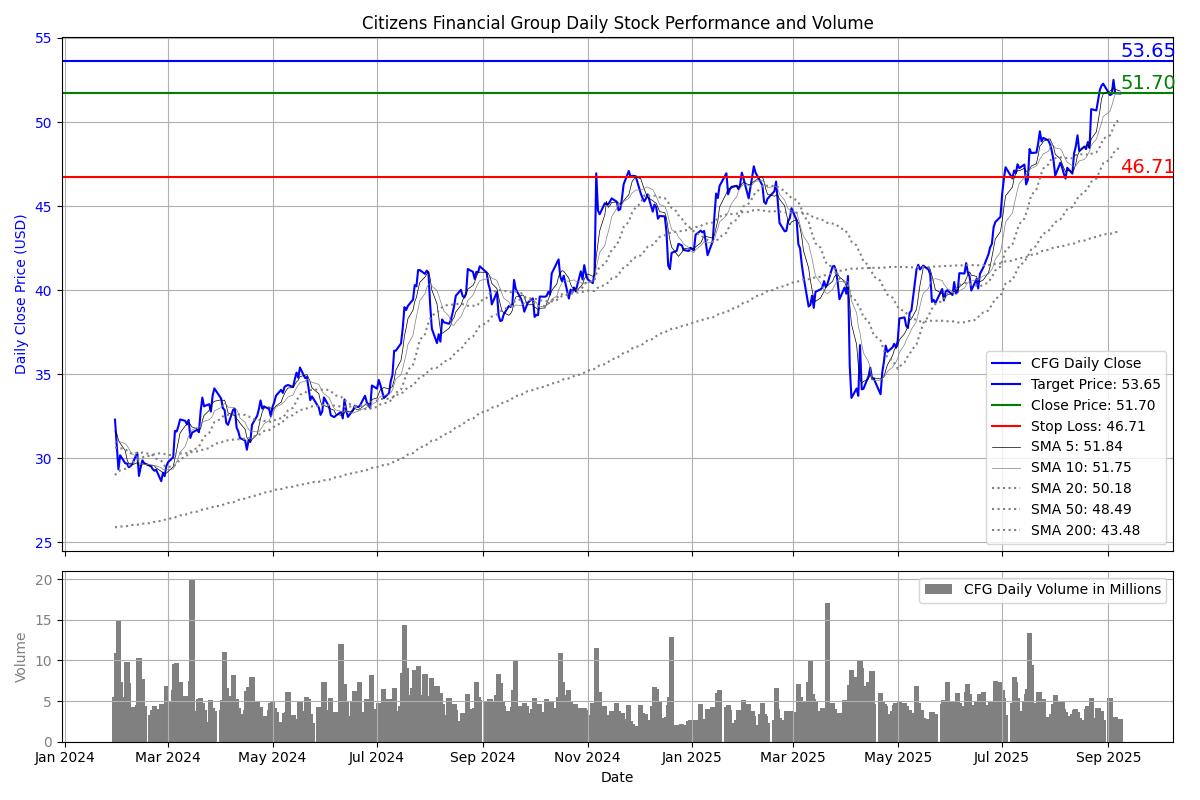 Citizens Financial Group Daily Stock Performance and Volume
55
50
45
40
35
30
25
Daily Close Price (USD)
53.65
51.70
46.71
CFG Daily Close
Target Price: 53.65
Close Price: 51.70
Stop Loss: 46.71
SMA 5: 51.84
SMA 10: 51.75
SMA 20: 50.18
SMA 50: 48.49
SMA 200: 43.48
20
15
10
5
0
Volume
CFG Daily Volume in Millions
Jan 2024 Mar 2024 May 2024 Jul 2024 Sep 2024 Nov 2024 Jan 2025 Mar 2025 May 2025 Jul 2025 Sep 2025
Date